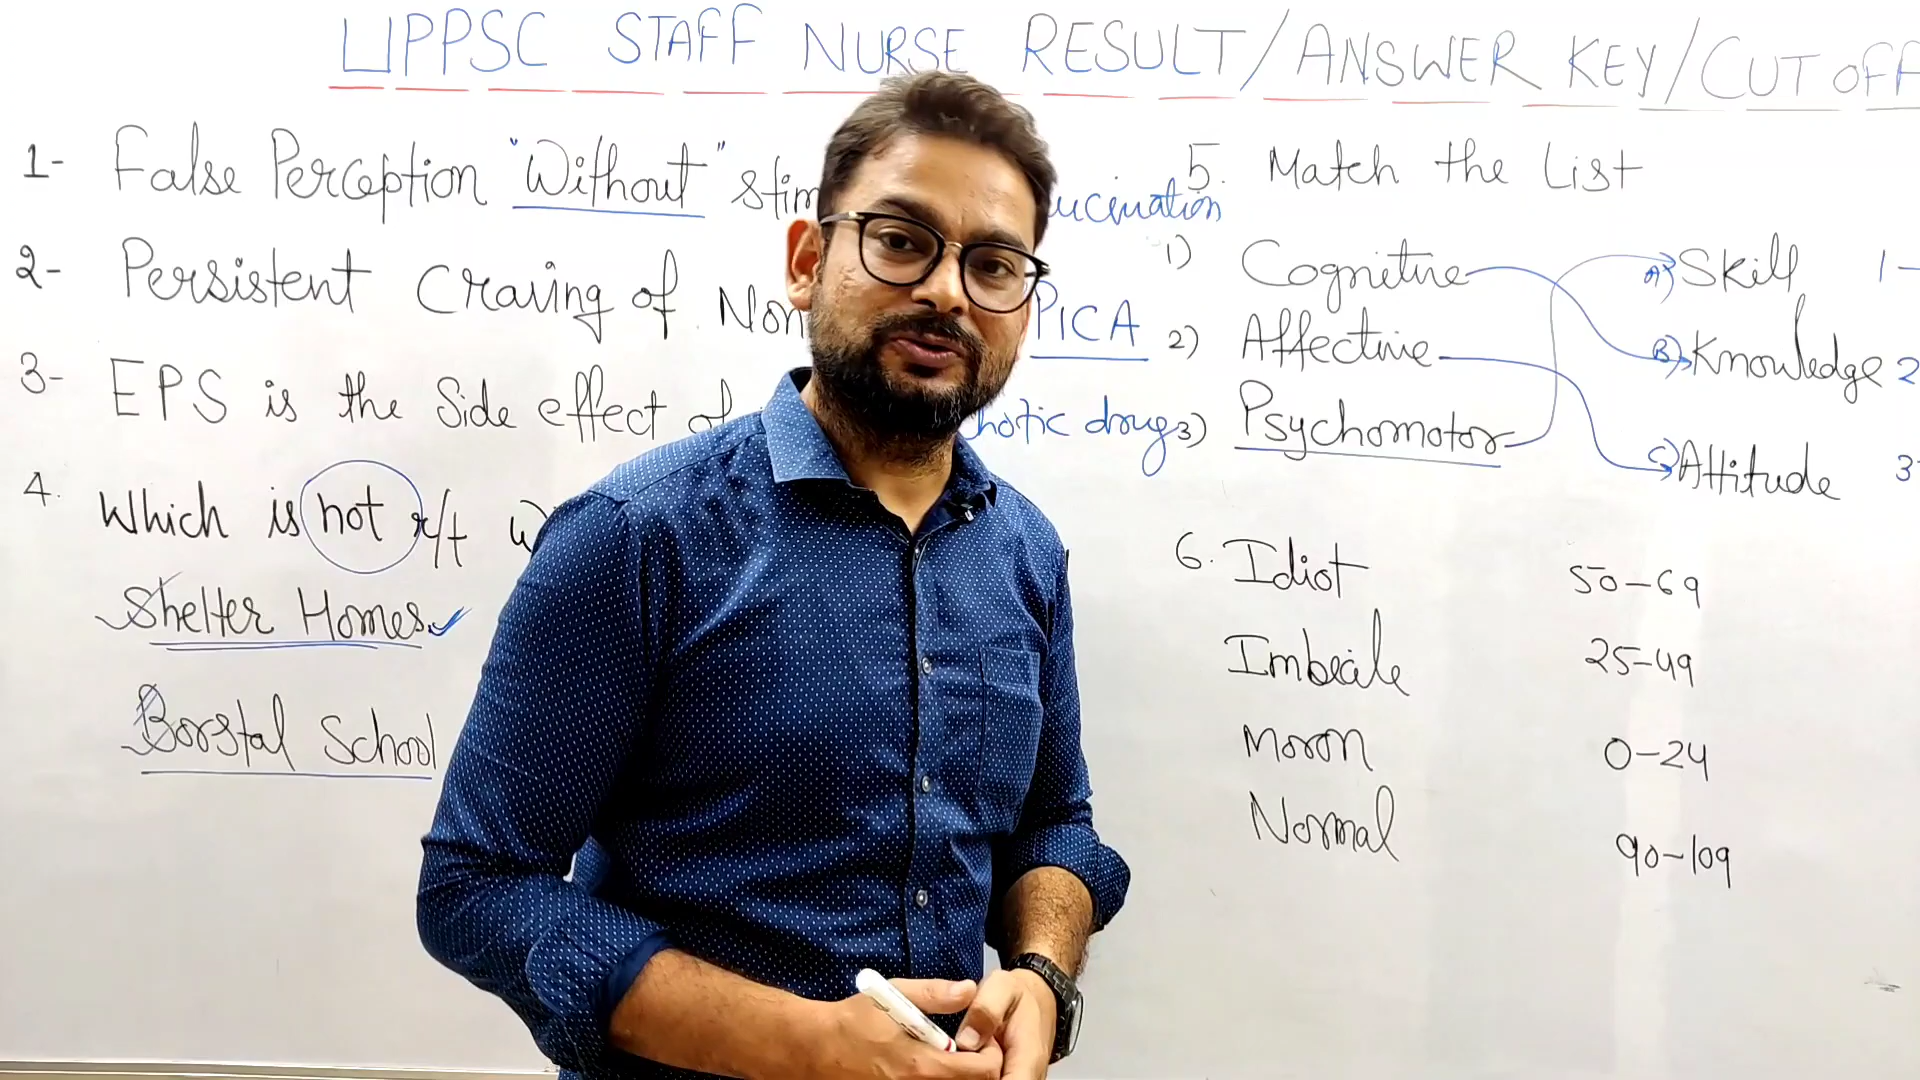 UPPSC STAFF NURSE RESULT/ANSWER KEY/CUT OFF
1- False Perception "Without"
2- Persistent Craving of Non PICA
3- EPS is the Side effect of drugs
4. Which is not r/t
Shelter Homes
Borstal School
5. Match the List
1) Cognitive A) Skill 1-
2) Affective B) Knowledge 2
3) Psychomotor C) Attitude 3-
6. Idiot 50-69
Imbecile 25-49
Moron 0-24
Normal 90-109